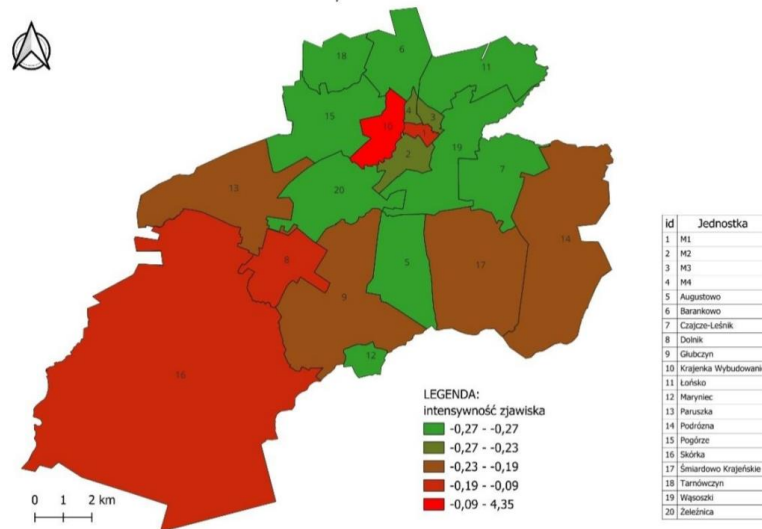 18
6
11
15
4
3
10
1
2
19
7
20
13
14
8
5
17
9
12
16
id Jednostka
1 M1
2 M2
3 M3
4 M4
5 Augustowo
6 Barankowo
7 Czajcze-Leśnik
8 Dolnik
9 Głubczyn
10 Krajenka Wybudowanie
11 Łońsko
12 Maryniec
13 Paruszka
14 Podróżna
15 Pogórze
16 Skórka
17 Śmiardowo Krajeńskie
18 Tarnówczyn
19 Wąsoszki
20 Żeleźnica
LEGENDA:
intensywność zjawiska
-0,27 - -0,27
-0,27 - -0,23
-0,23 - -0,19
-0,19 - -0,09
-0,09 - 4,35
0 1 2 km